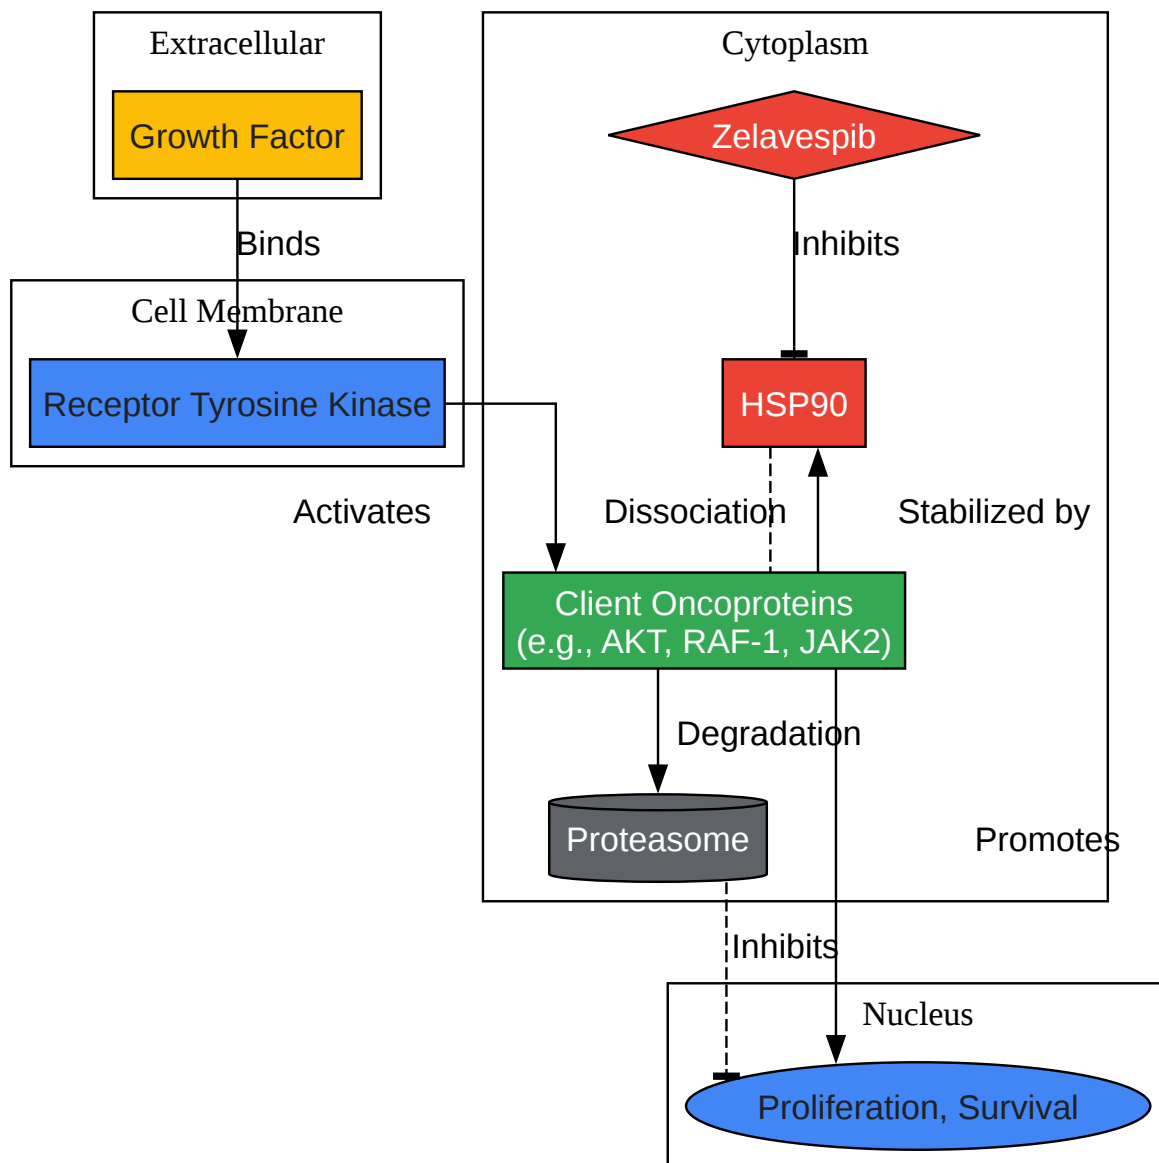 Extracellular
Growth Factor
Binds
Cell Membrane
Receptor Tyrosine Kinase
Activates
Cytoplasm
Zelavespib
Inhibits
HSP90
Dissociation
Stabilized by
Client Oncoproteins
(e.g., AKT, RAF-1, JAK2)
Degradation
Proteasome
Promotes
Inhibits
Nucleus
Proliferation, Survival